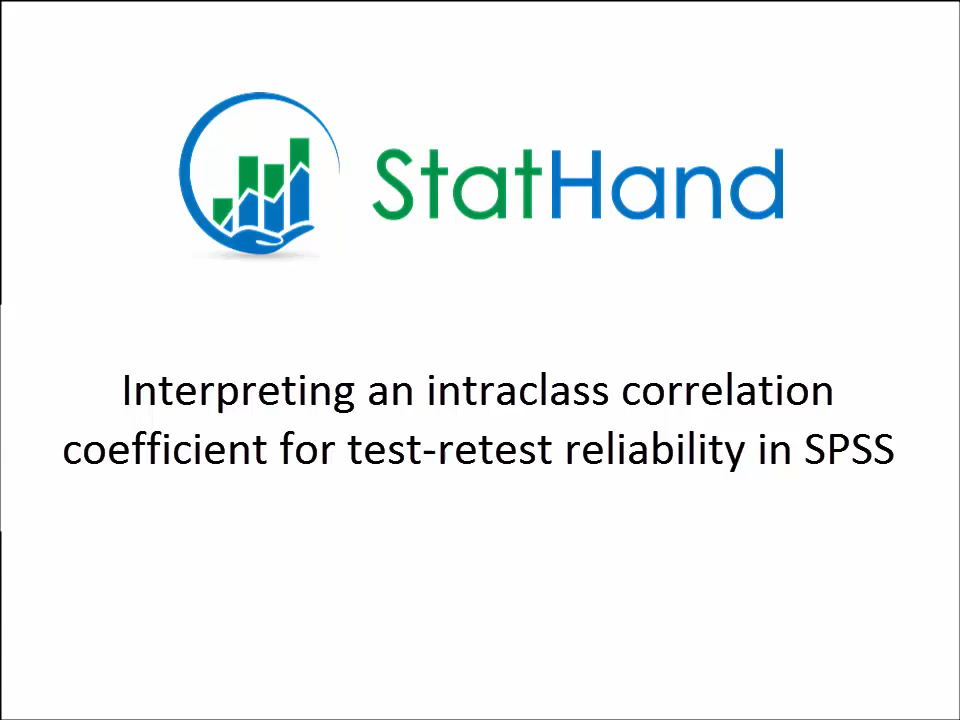 StatHand
Interpreting an intraclass correlation
coefficient for test-retest reliability in SPSS